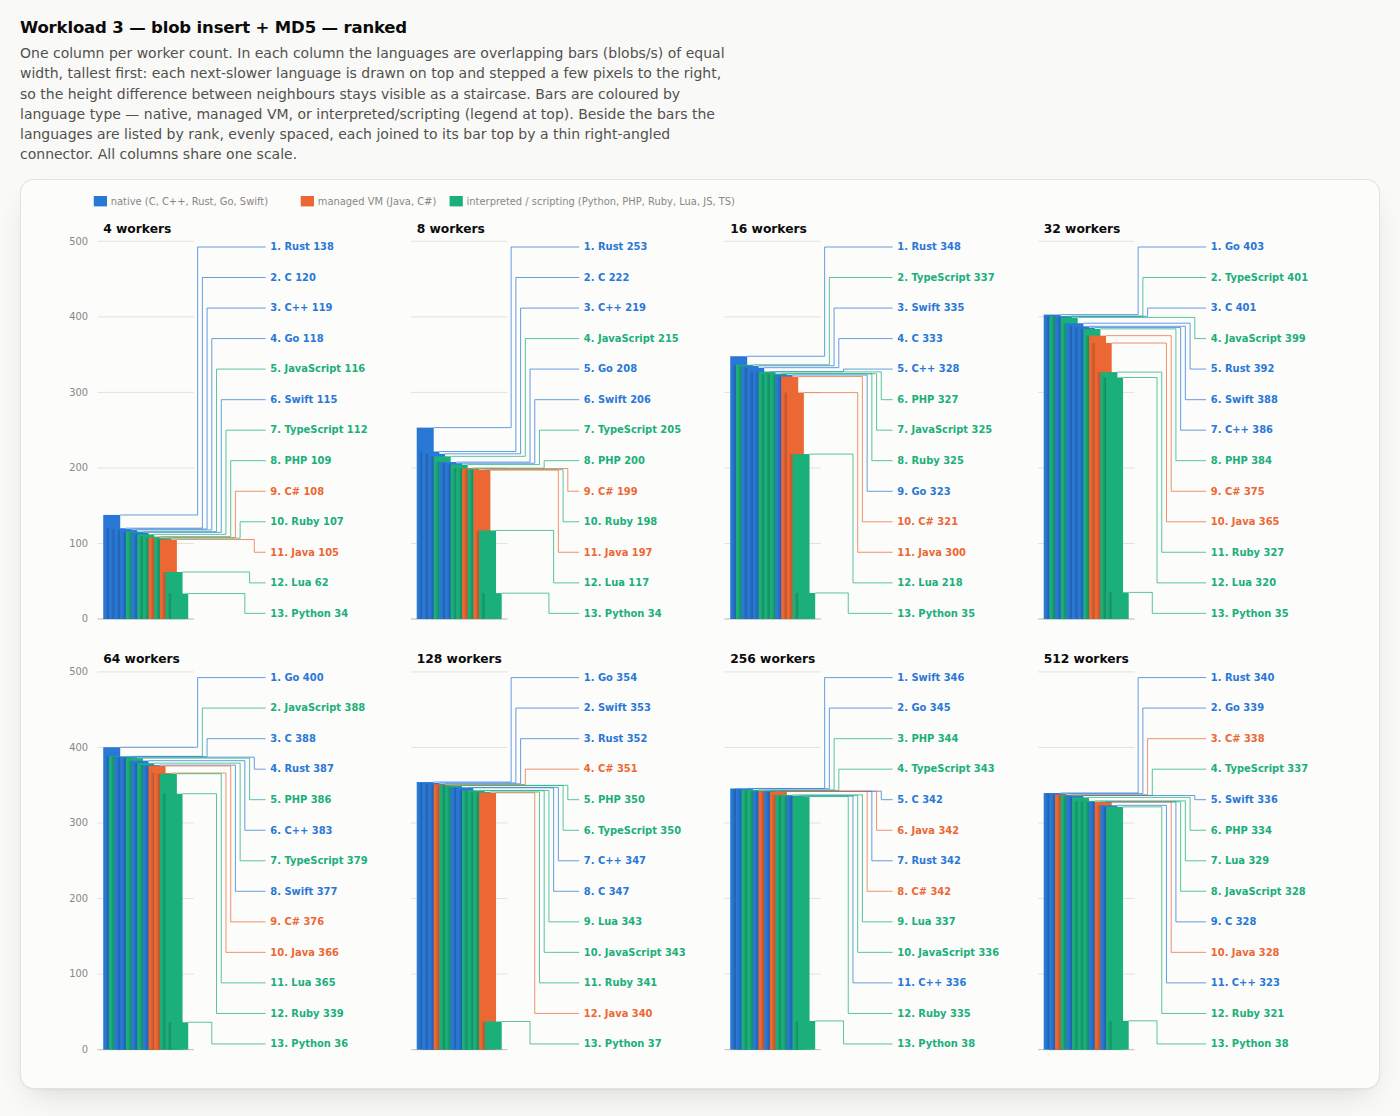 Workload 3 — blob insert + MD5 — ranked
One column per worker count. In each column the languages are overlapping bars (blobs/s) of equal
width, tallest first: each next-slower language is drawn on top and stepped a few pixels to the right,
so the height difference between neighbours stays visible as a staircase. Bars are coloured by
language type — native, managed VM, or interpreted/scripting (legend at top). Beside the bars the
languages are listed by rank, evenly spaced, each joined to its bar top by a thin right-angled
connector. All columns share one scale.
native (C, C++, Rust, Go, Swift)
managed VM (Java, C#)
interpreted / scripting (Python, PHP, Ruby, Lua, JS, TS)
4 workers
500
400
300
200
100
0
1. Rust 138
2. C 120
3. C++ 119
4. Go 118
5. JavaScript 116
6. Swift 115
7. TypeScript 112
8. PHP 109
9. C# 108
10. Ruby 107
11. Java 105
12. Lua 62
13. Python 34
8 workers
1. Rust 253
2. C 222
3. C++ 219
4. JavaScript 215
5. Go 208
6. Swift 206
7. TypeScript 205
8. PHP 200
9. C# 199
10. Ruby 198
11. Java 197
12. Lua 117
13. Python 34
16 workers
1. Rust 348
2. TypeScript 337
3. Swift 335
4. C 333
5. C++ 328
6. PHP 327
7. JavaScript 325
8. Ruby 325
9. Go 323
10. C# 321
11. Java 300
12. Lua 218
13. Python 35
32 workers
1. Go 403
2. TypeScript 401
3. C 401
4. JavaScript 399
5. Rust 392
6. Swift 388
7. C++ 386
8. PHP 384
9. C# 375
10. Java 365
11. Ruby 327
12. Lua 320
13. Python 35
64 workers
500
400
300
200
100
0
1. Go 400
2. JavaScript 388
3. C 388
4. Rust 387
5. PHP 386
6. C++ 383
7. TypeScript 379
8. Swift 377
9. C# 376
10. Java 366
11. Lua 365
12. Ruby 339
13. Python 36
128 workers
1. Go 354
2. Swift 353
3. Rust 352
4. C# 351
5. PHP 350
6. TypeScript 350
7. C++ 347
8. C 347
9. Lua 343
10. JavaScript 343
11. Ruby 341
12. Java 340
13. Python 37
256 workers
1. Swift 346
2. Go 345
3. PHP 344
4. TypeScript 343
5. C 342
6. Java 342
7. Rust 342
8. C# 342
9. Lua 337
10. JavaScript 336
11. C++ 336
12. Ruby 335
13. Python 38
512 workers
1. Rust 340
2. Go 339
3. C# 338
4. TypeScript 337
5. Swift 336
6. PHP 334
7. Lua 329
8. JavaScript 328
9. C 328
10. Java 328
11. C++ 323
12. Ruby 321
13. Python 38